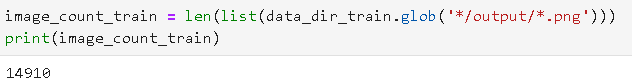 image_count_train = len(list(data_dir_train.glob('*/output/*.png')))
print(image_count_train)
14910